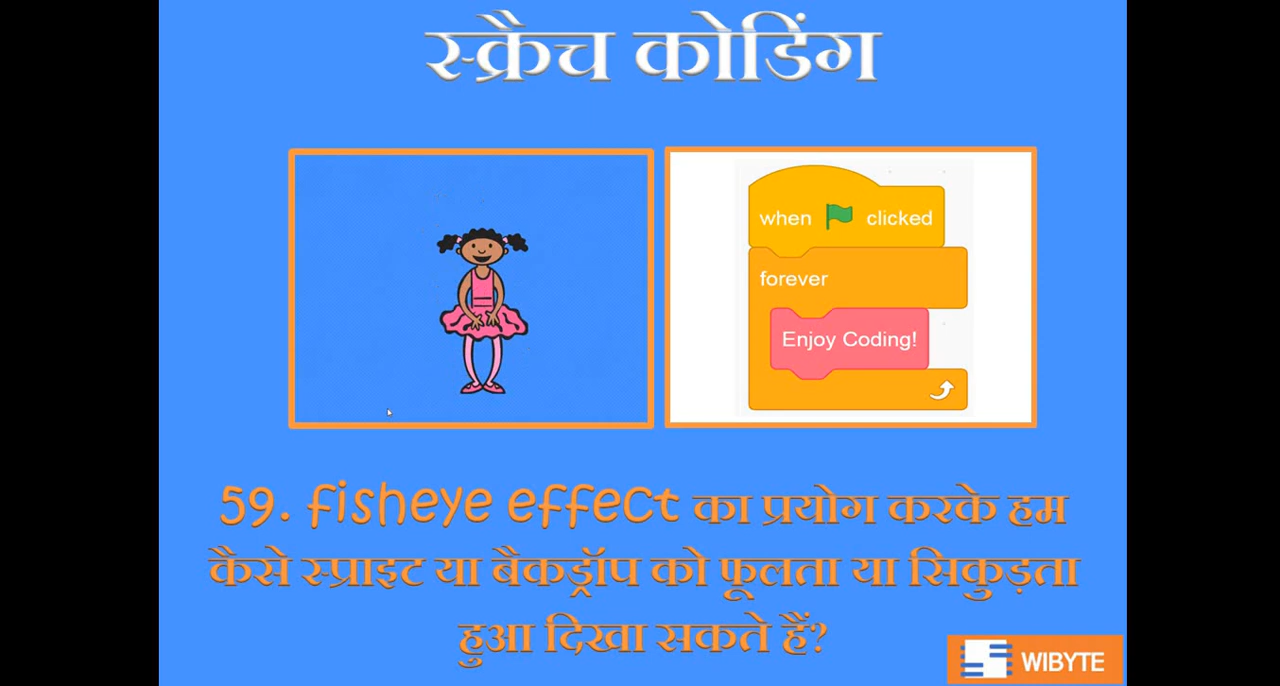 स्क्रैच कोडिंग
when clicked
forever
Enjoy Coding!
59. fisheye effect का प्रयोग करके हम
कैसे स्प्राइट या बैकड्रॉप को फूलता या सिकुड़ता
हुआ दिखा सकते हैं?
WIBYTE